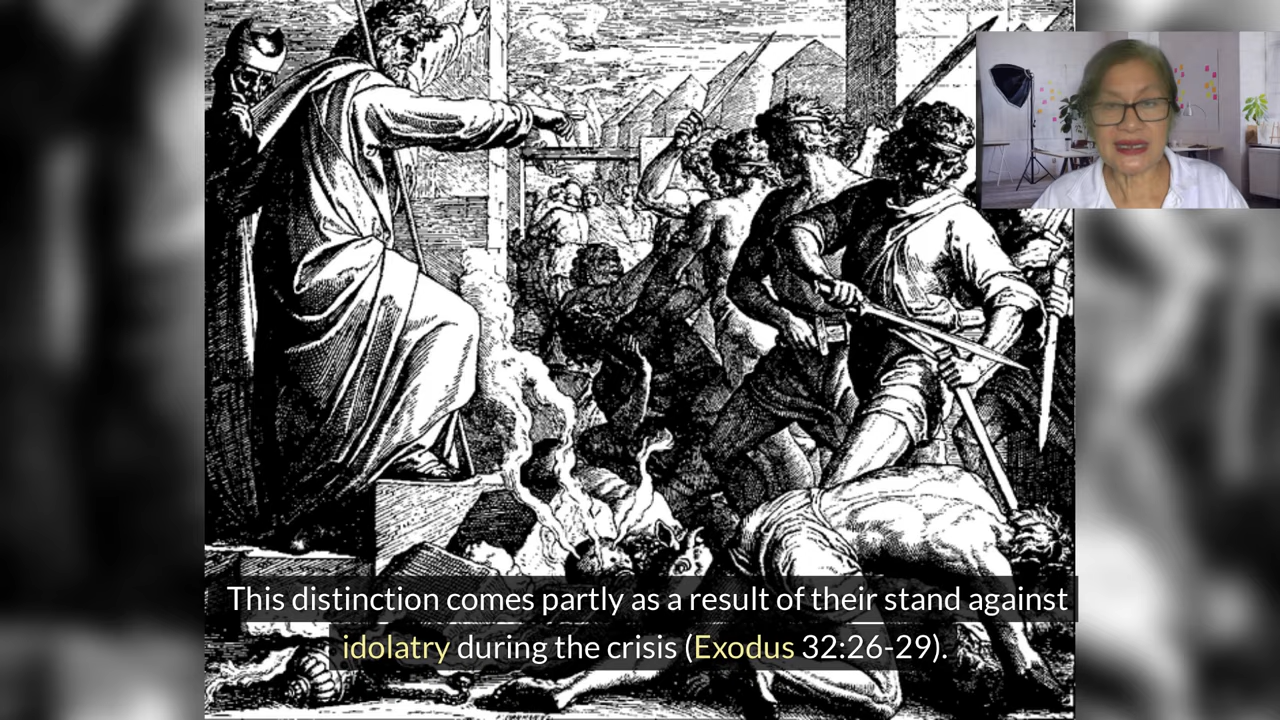 This distinction comes partly as a result of their stand against
idolatry during the crisis (Exodus 32:26-29).